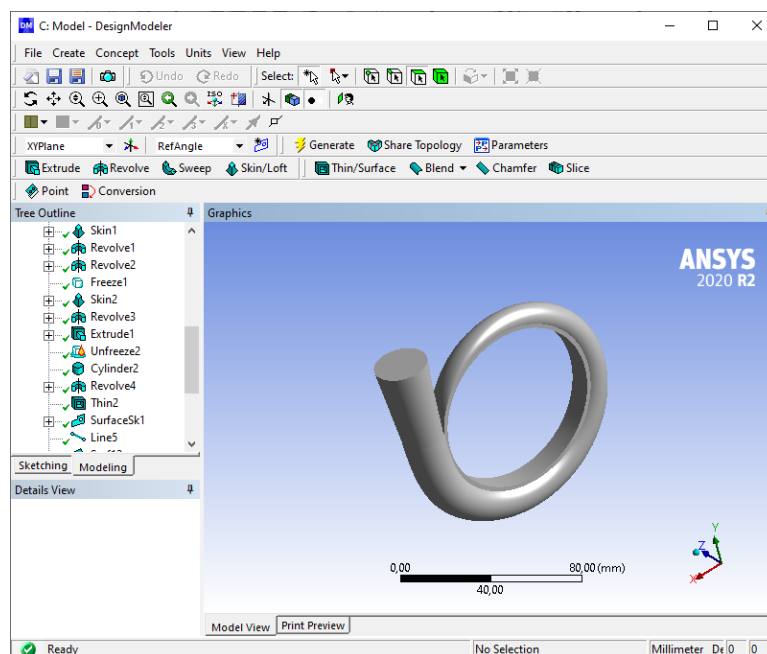 C: Model - DesignModeler
File Create Concept Tools Units View Help
Undo Redo Select:
ISO
XYPlane RefAngle Generate Share Topology Parameters
Extrude Revolve Sweep Skin/Loft Thin/Surface Blend Chamfer Slice
Point Conversion
Tree Outline
Skin1
Revolve1
Revolve2
Freeze1
Skin2
Revolve3
Extrude1
Unfreeze2
Cylinder2
Revolve4
Thin2
SurfaceSk1
Line5
Sketching Modeling
Details View
Graphics
ANSYS
2020 R2
0,00 80,00 (mm)
40,00
Y
Z
X
Model View Print Preview
Ready No Selection Millimeter De 0 0